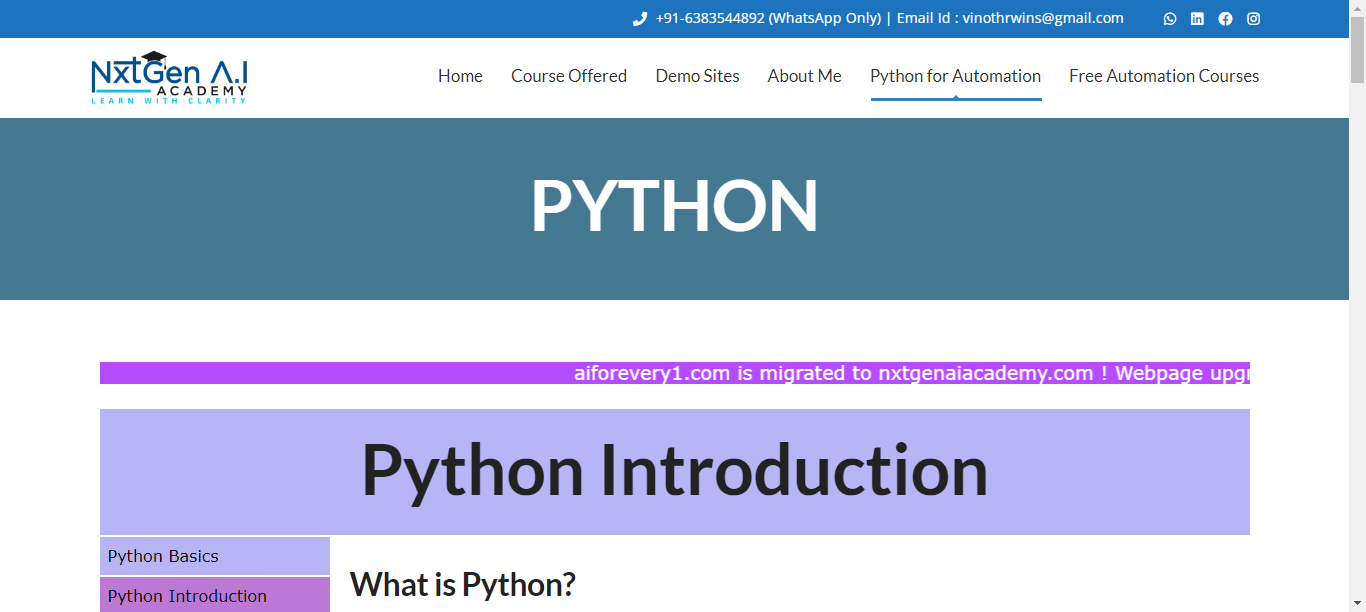 +91-6383544892 (WhatsApp Only) | Email Id : vinothrwins@gmail.com
NxtGen A.I
ACADEMY
LEARN WITH CLARITY
Home Course Offered Demo Sites About Me Python for Automation Free Automation Courses
PYTHON
aiforevery1.com is migrated to nxtgenaiacademy.com ! Webpage upgr
Python Introduction
Python Basics
What is Python?
Python Introduction